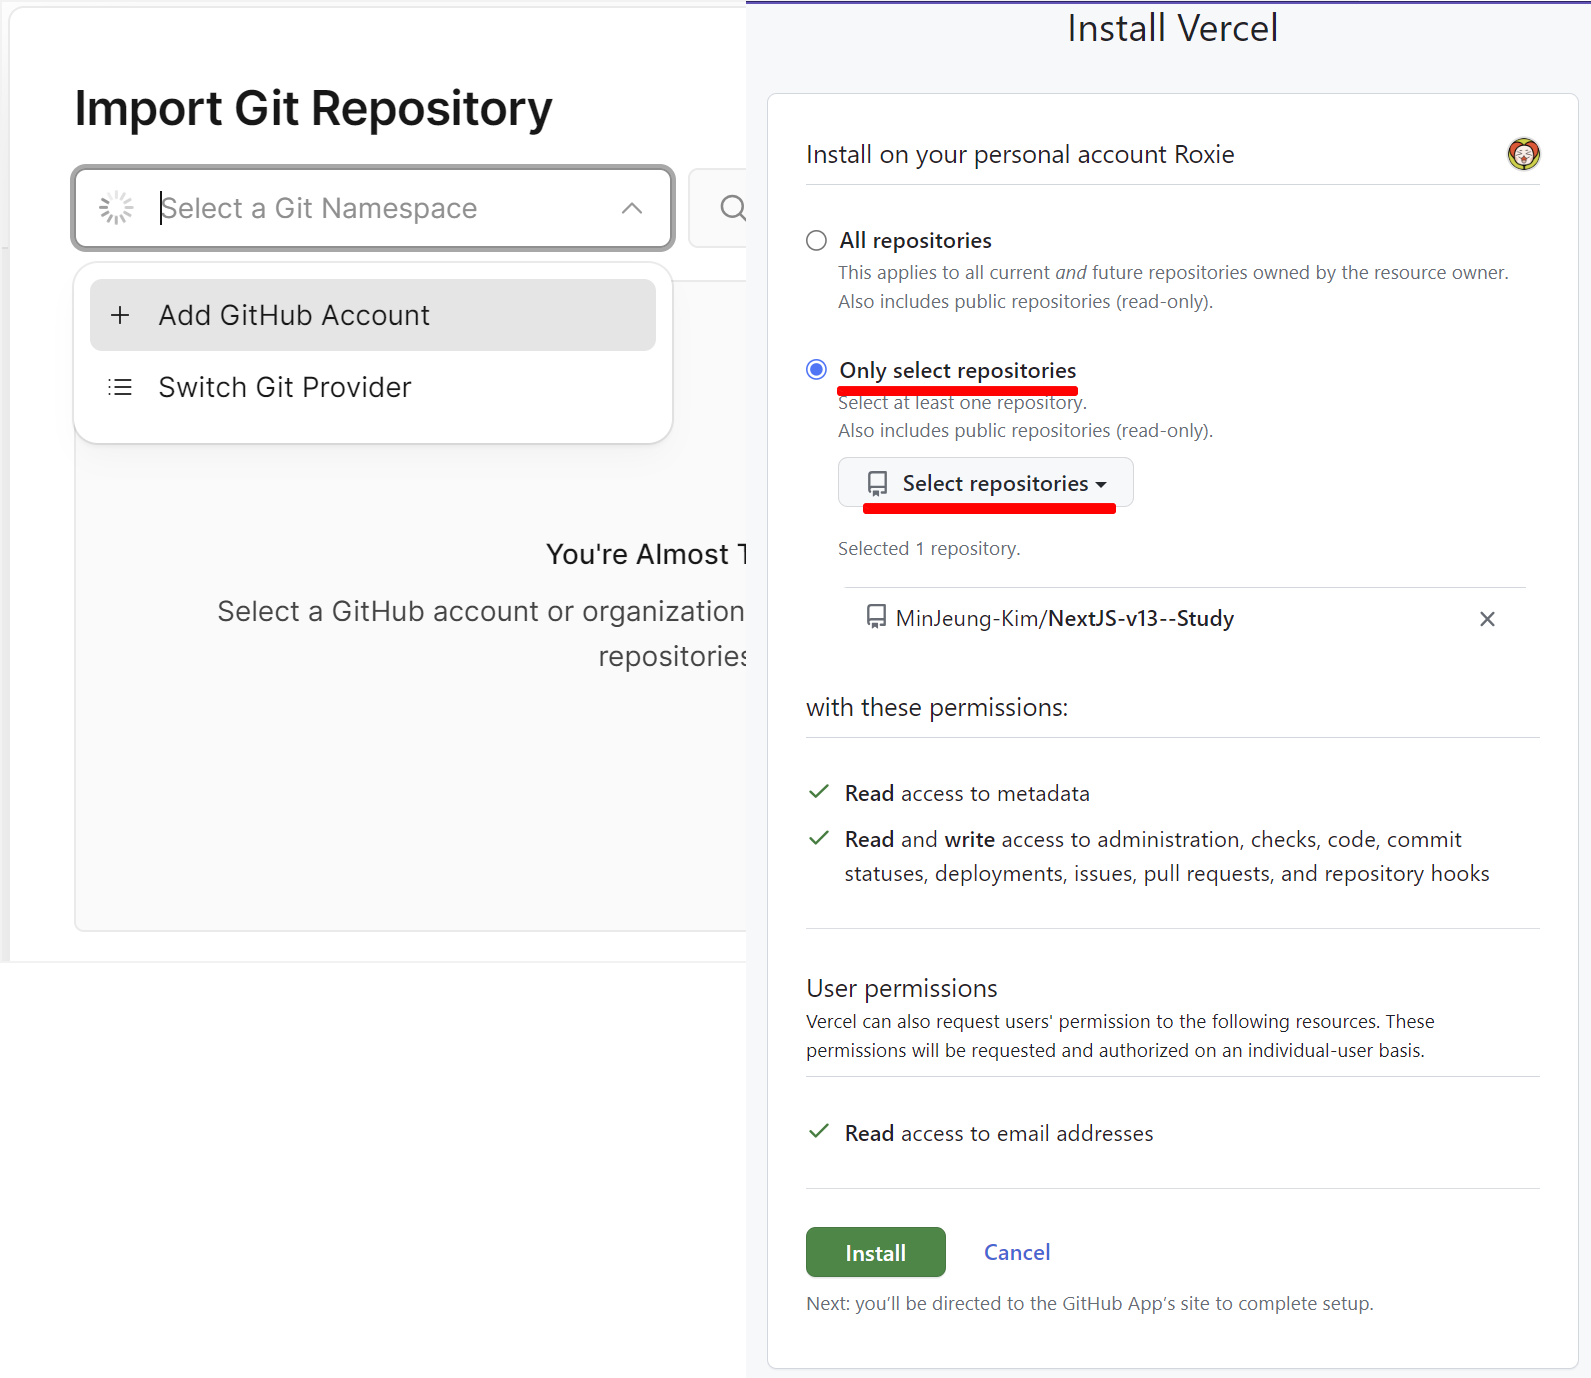 Import Git Repository
Select a Git Namespace
Add GitHub Account
Switch Git Provider
You're Almost
Select a GitHub account or organization
repositories
Install Vercel
Install on your personal account Roxie
All repositories
This applies to all current and future repositories owned by the resource owner.
Also includes public repositories (read-only).
Only select repositories
Select at least one repository.
Also includes public repositories (read-only).
Select repositories
Selected 1 repository.
MinJeung-Kim/NextJS-v13--Study
with these permissions:
Read access to metadata
Read and write access to administration, checks, code, commit
statuses, deployments, issues, pull requests, and repository hooks
User permissions
Vercel can also request users' permission to the following resources. These
permissions will be requested and authorized on an individual-user basis.
Read access to email addresses
Install
Cancel
Next: you’ll be directed to the GitHub App’s site to complete setup.